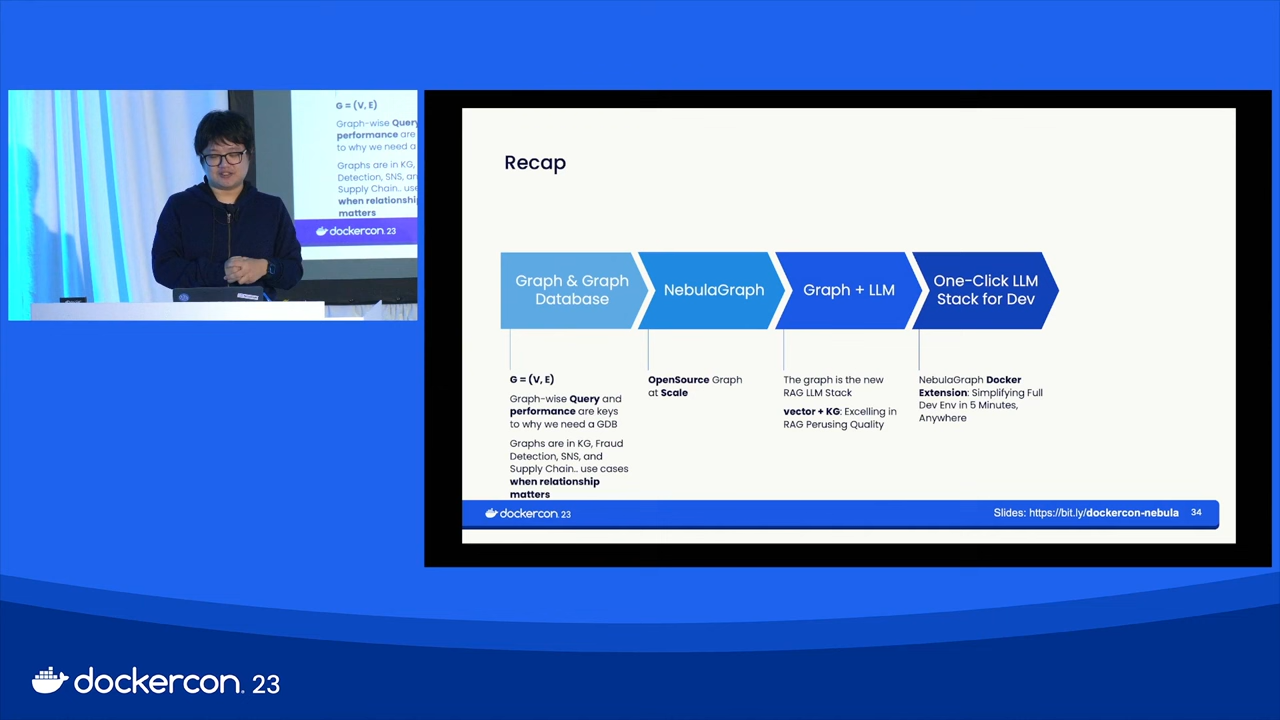 G = (V, E)
Graph-wise Query
performance are
to why we need a
Graphs are in KG,
Detection, SNS, an
Supply Chain.. use
when relationship
matters
dockercon. 23
Recap
Graph & Graph
Database
NebulaGraph
Graph + LLM
One-Click LLM
Stack for Dev
G = (V, E)
Graph-wise Query and
performance are keys
to why we need a GDB
Graphs are in KG, Fraud
Detection, SNS, and
Supply Chain.. use cases
when relationship
matters
OpenSource Graph
at Scale
The graph is the new
RAG LLM Stack
vector + KG: Excelling in
RAG Perusing Quality
NebulaGraph Docker
Extension: Simplifying Full
Dev Env in 5 Minutes,
Anywhere
dockercon. 23
Slides: https://bit.ly/dockercon-nebula 34
dockercon. 23